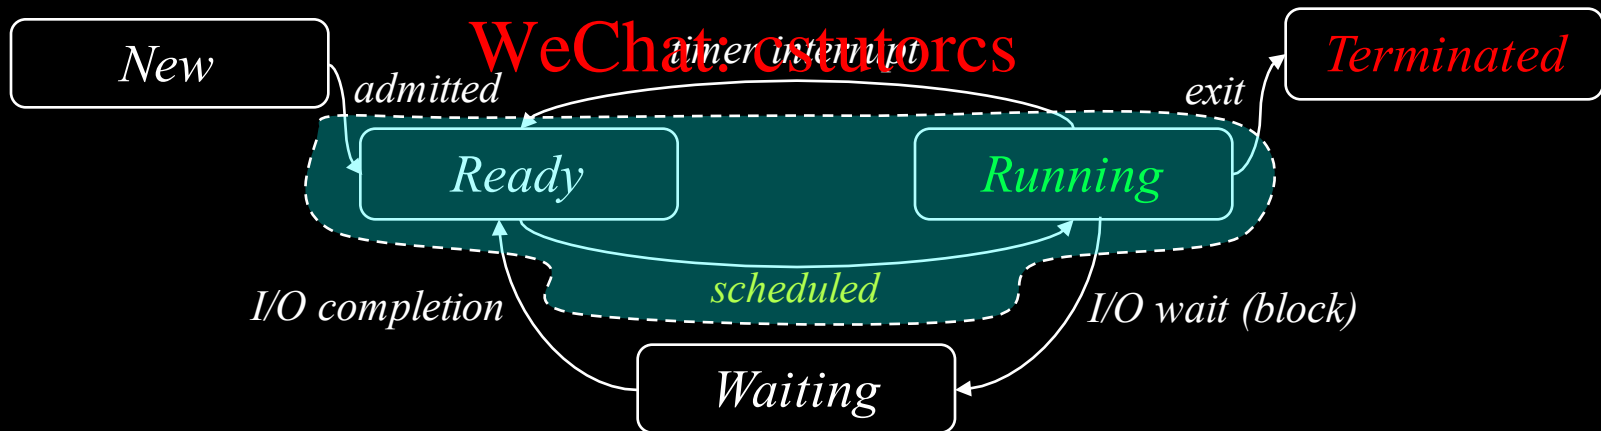 WeChat: cstutorcs
timer interrupt
New
Terminated
admitted
exit
Ready
Running
scheduled
I/O completion
I/O wait (block)
Waiting